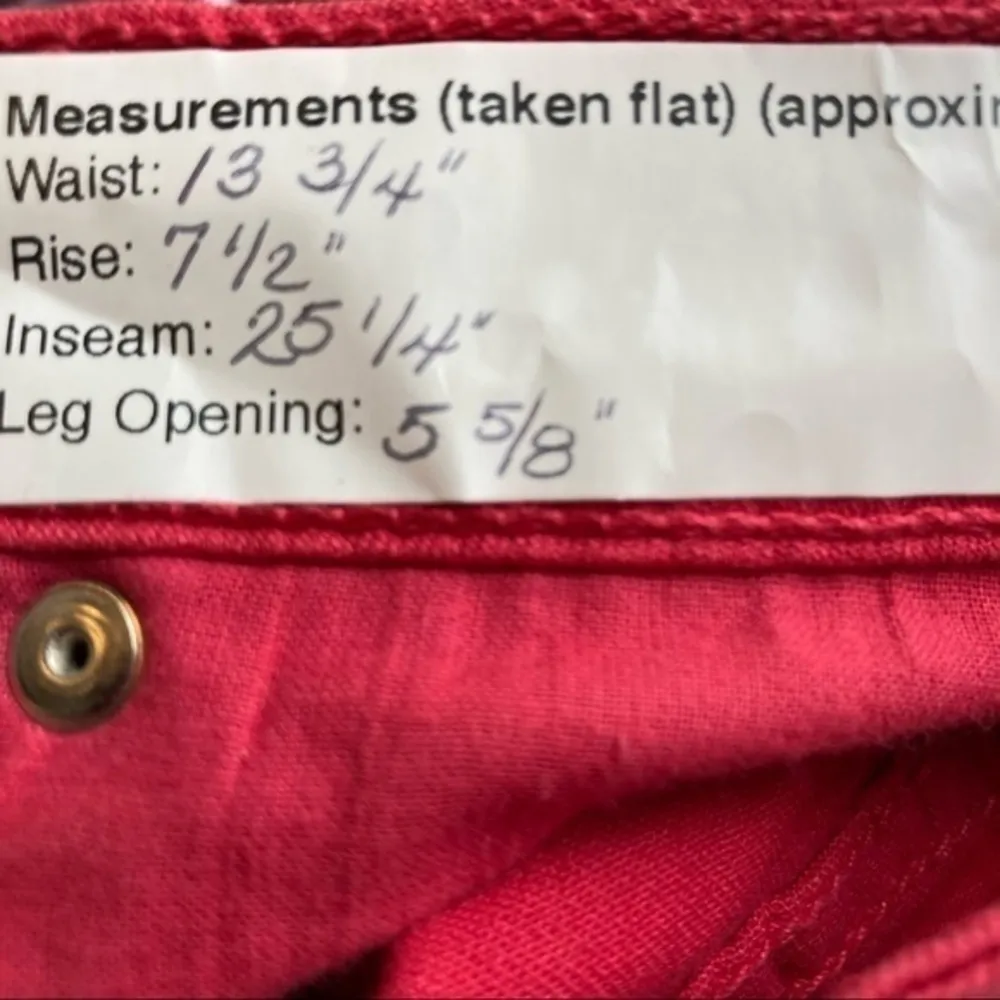 Measurements (taken flat)
Waist: 13 3/4"
Rise: 7 1/2"
Inseam: 25 1/4"
Leg Opening: 5 5/8"